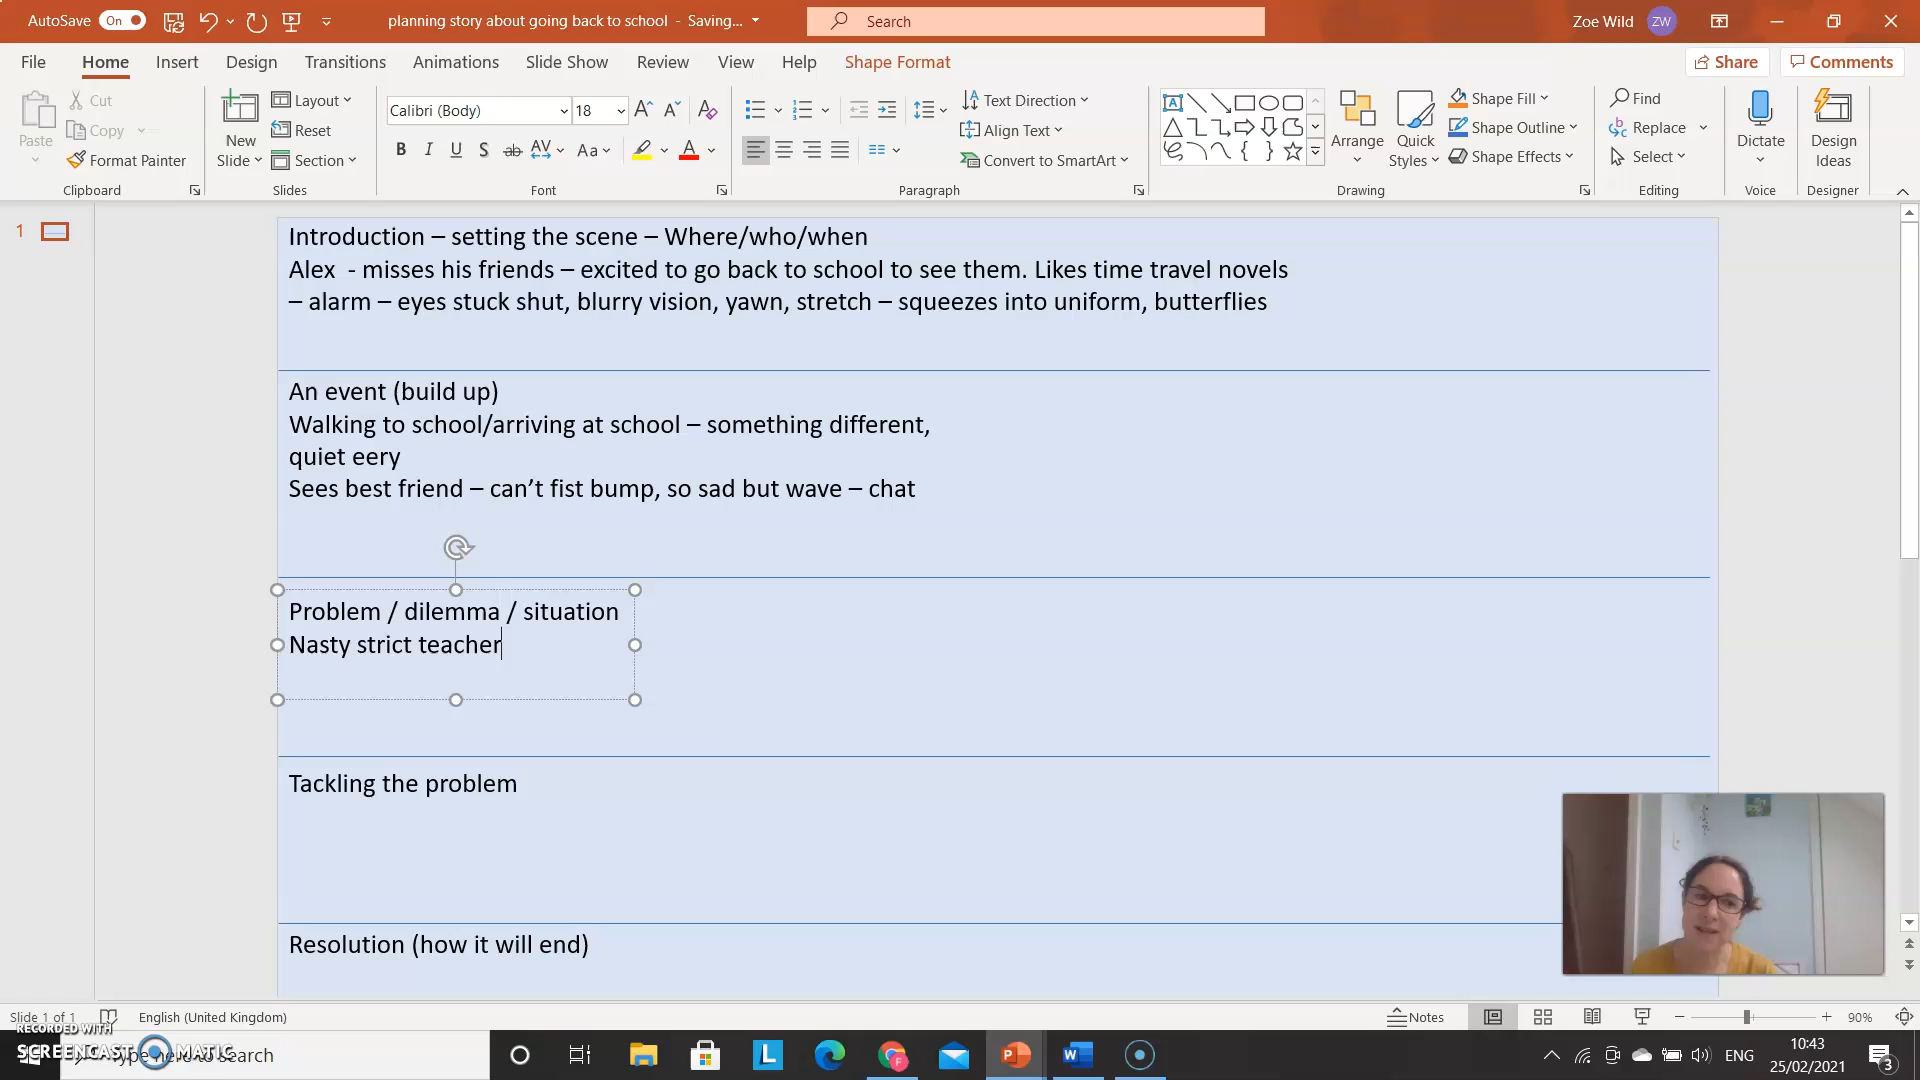 AutoSave On planning story about going back to school - Saving... Search Zoe Wild ZW
File Home Insert Design Transitions Animations Slide Show Review View Help Shape Format Share Comments
Paste Cut Copy Format Painter Clipboard
New Slide Layout Reset Section Slides
Calibri (Body) 18 B I U S ab AV Aa A Font
Text Direction Align Text Convert to SmartArt Paragraph
Arrange Quick Styles Shape Fill Shape Outline Shape Effects Drawing
Find Replace Select Editing
Dictate Voice
Design Ideas Designer
1
Introduction – setting the scene – Where/who/when
Alex  - misses his friends – excited to go back to school to see them. Likes time travel novels
– alarm – eyes stuck shut, blurry vision, yawn, stretch – squeezes into uniform, butterflies
An event (build up)
Walking to school/arriving at school – something different,
quiet eery
Sees best friend – can’t fist bump, so sad but wave – chat
Problem / dilemma / situation
Nasty strict teacher
Tackling the problem
Resolution (how it will end)
Slide 1 of 1 English (United Kingdom) Notes 90%
RECORDED WITH
SCREENCAST MATIC
Type here to search
ENG 10:43
25/02/2021 3